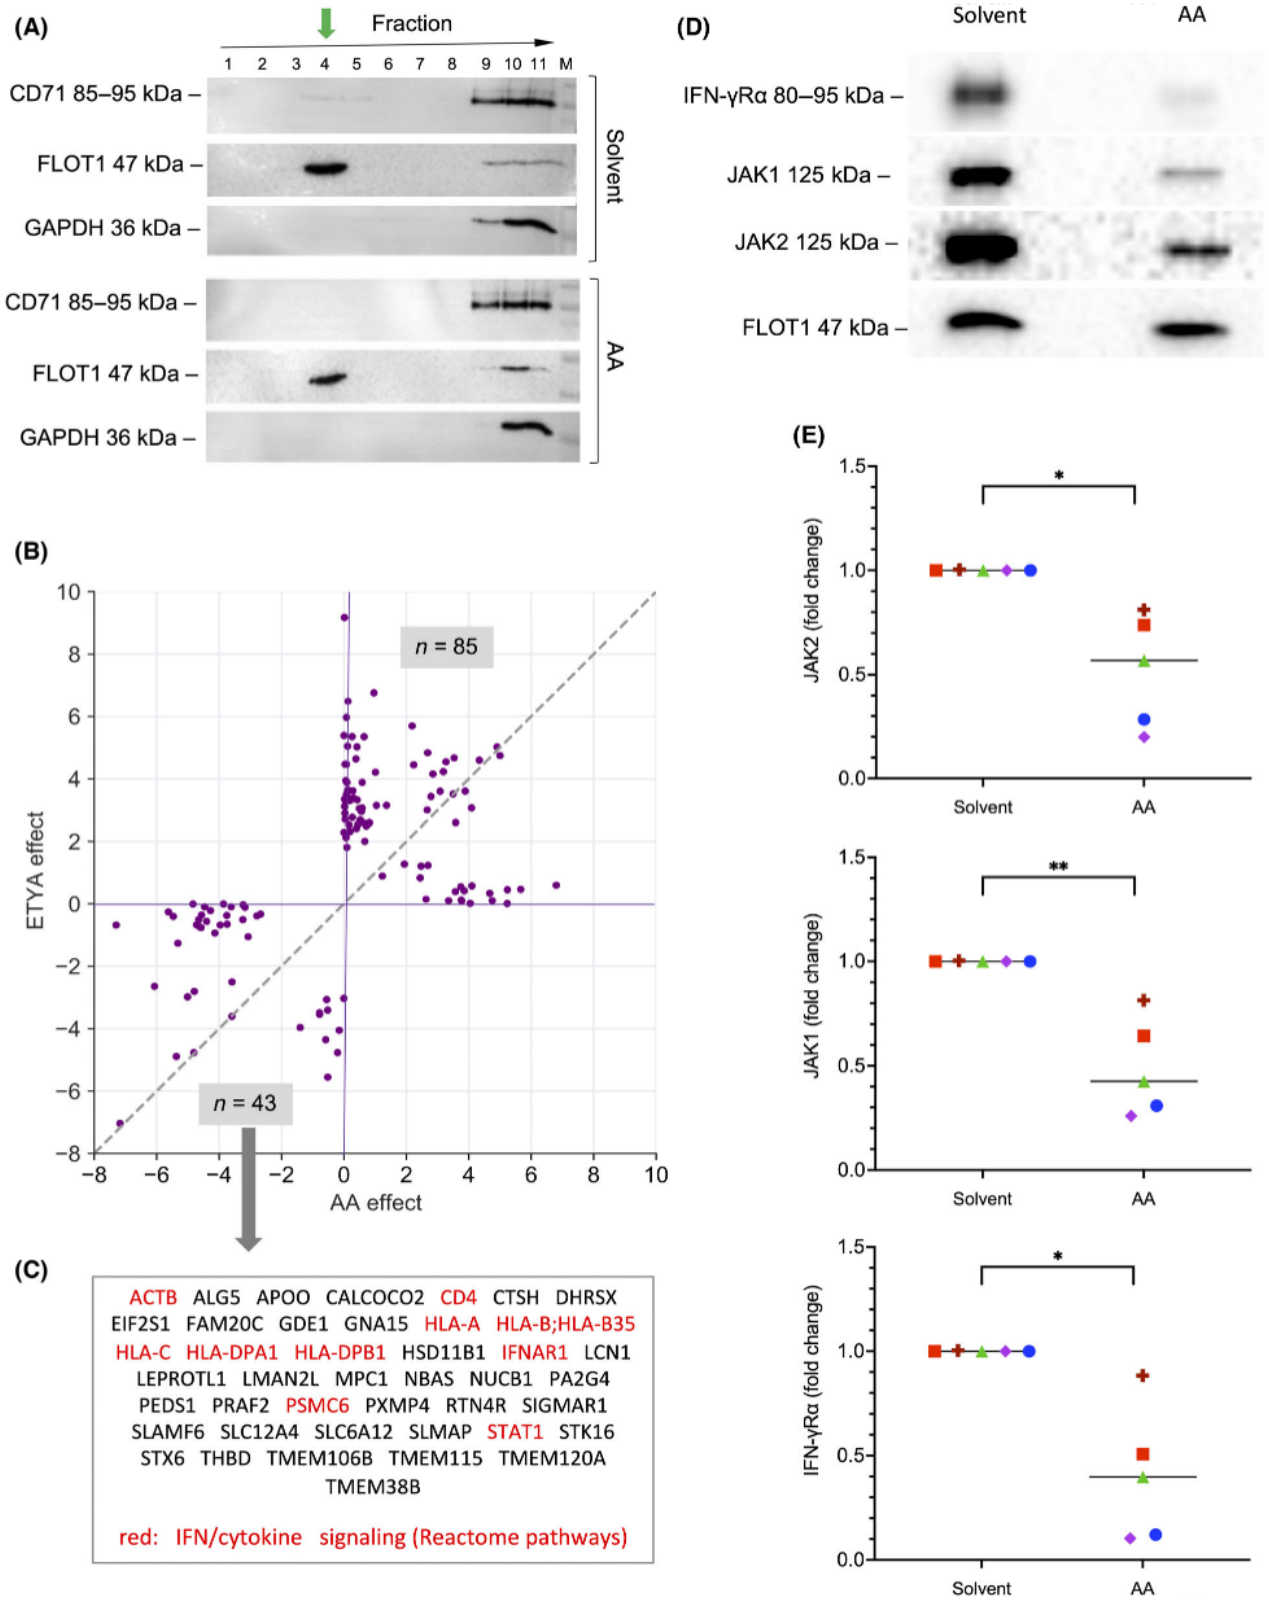 (A)
Fraction
1 2 3 4 5 6 7 8 9 10 11 M
CD71 85–95 kDa –
FLOT1 47 kDa –
GAPDH 36 kDa –
Solvent
CD71 85–95 kDa –
FLOT1 47 kDa –
GAPDH 36 kDa –
AA
(B)
10
8
6
4
2
0
−2
−4
−6
−8
ETYA effect
n = 85
n = 43
−8 −6 −4 −2 0 2 4 6 8 10
AA effect
(C)
ACTB ALG5 APOO CALCOCO2 CD4 CTSH DHRSX
EIF2S1 FAM20C GDE1 GNA15 HLA-A HLA-B;HLA-B35
HLA-C HLA-DPA1 HLA-DPB1 HSD11B1 IFNAR1 LCN1
LEPROTL1 LMAN2L MPC1 NBAS NUCB1 PA2G4
PEDS1 PRAF2 PSMC6 PXMP4 RTN4R SIGMAR1
SLAMF6 SLC12A4 SLC6A12 SLMAP STAT1 STK16
STX6 THBD TMEM106B TMEM115 TMEM120A
TMEM38B
red: IFN/cytokine signaling (Reactome pathways)
(D)
Solvent AA
IFN-γRα 80–95 kDa –
JAK1 125 kDa –
JAK2 125 kDa –
FLOT1 47 kDa –
(E)
1.5
1.0
0.5
0.0
JAK2 (fold change)
*
Solvent AA
1.5
1.0
0.5
0.0
JAK1 (fold change)
**
Solvent AA
1.5
1.0
0.5
0.0
IFN-γRα (fold change)
*
Solvent AA